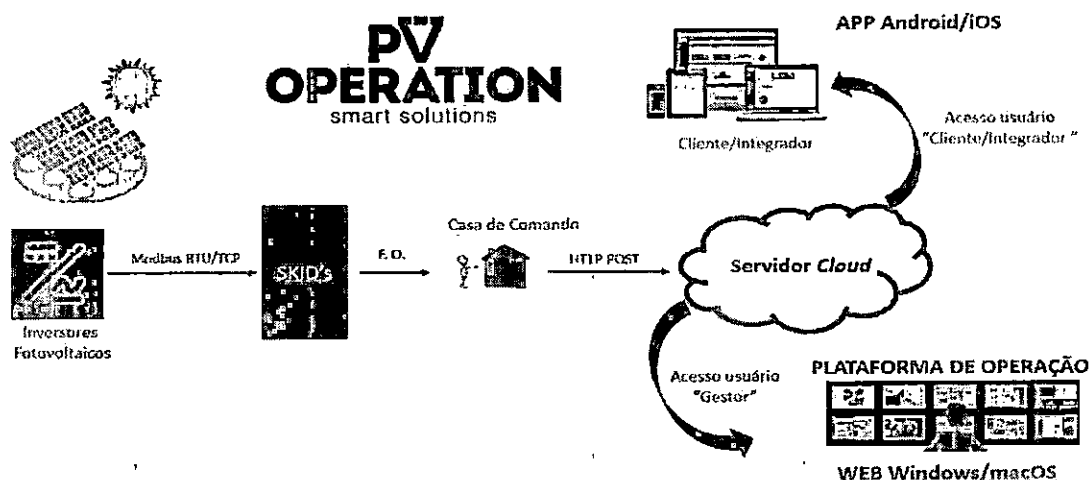 PV
OPERATION
smart solutions
APP Android/iOS
Cliente/Integrador
Acesso usuário
"Cliente/Integrador "
Inversores
Fotovoltaicos
Modbus RTU/TCP
SKID's
F. O.
Casa de Comando
HTTP POST
Servidor Cloud
Acesso usuário
"Gestor"
PLATAFORMA DE OPERAÇÃO
WEB Windows/macOS